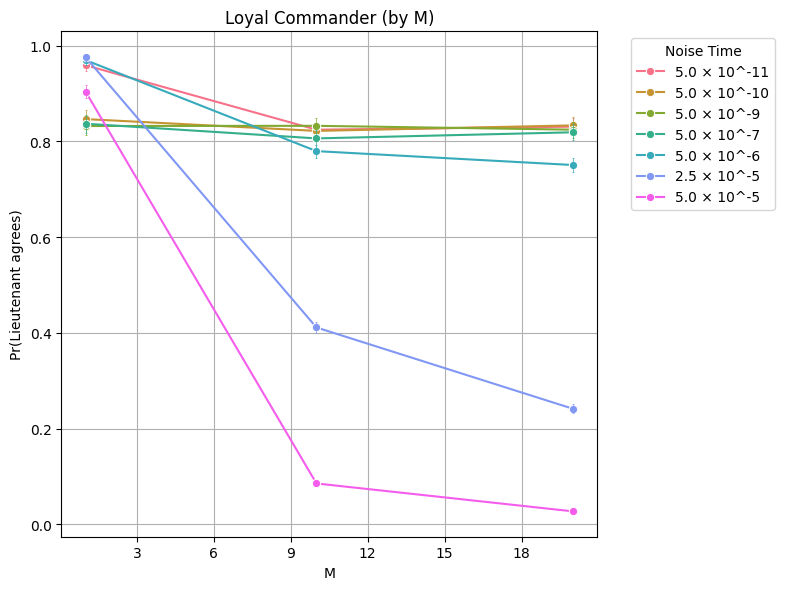 Loyal Commander (by M)
Noise Time
5.0 × 10^-11
5.0 × 10^-10
5.0 × 10^-9
5.0 × 10^-7
5.0 × 10^-6
2.5 × 10^-5
5.0 × 10^-5
Pr(Lieutenant agrees)
1.0
0.8
0.6
0.4
0.2
0.0
3 6 9 12 15 18
M